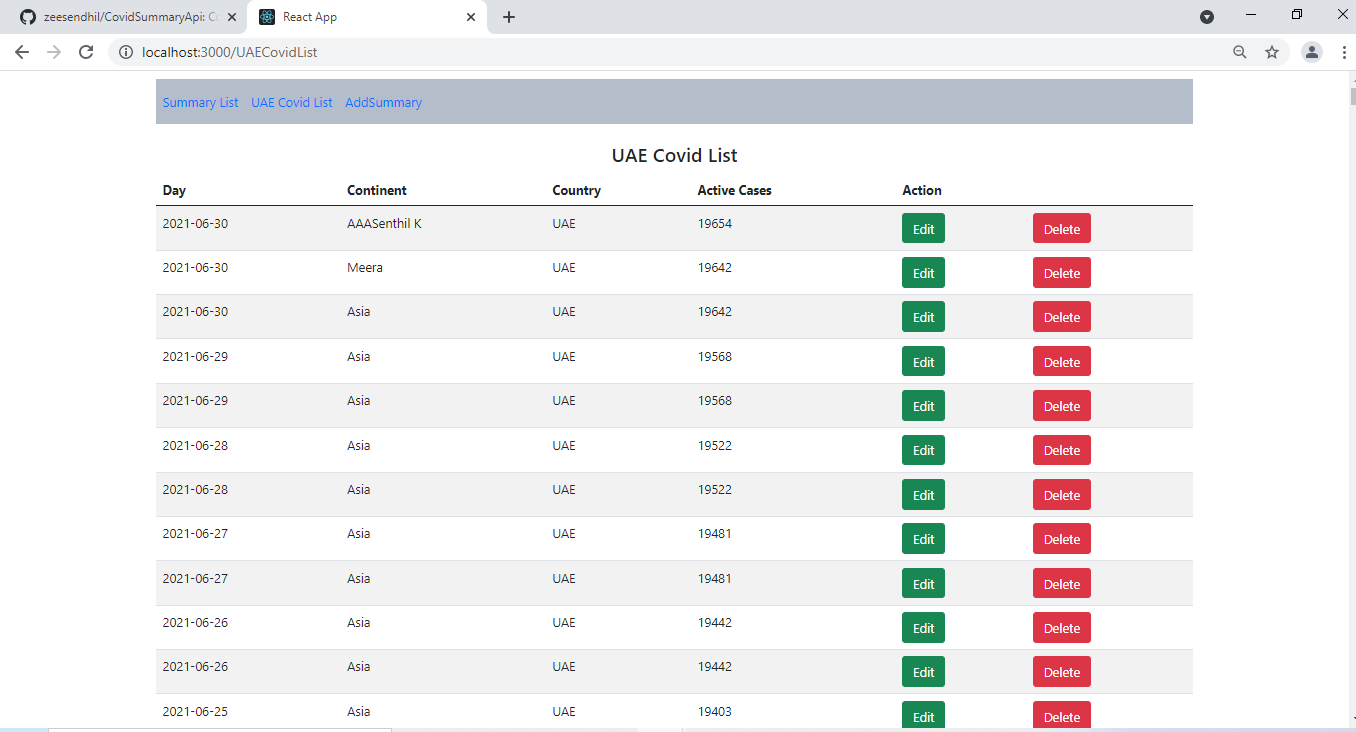 zeesendhil/CovidSummaryApi: Co
React App
localhost:3000/UAECovidList
Summary List UAE Covid List AddSummary
UAE Covid List
Day Continent Country Active Cases Action
2021-06-30 AAASenthil K UAE 19654 Edit Delete
2021-06-30 Meera UAE 19642 Edit Delete
2021-06-30 Asia UAE 19642 Edit Delete
2021-06-29 Asia UAE 19568 Edit Delete
2021-06-29 Asia UAE 19568 Edit Delete
2021-06-28 Asia UAE 19522 Edit Delete
2021-06-28 Asia UAE 19522 Edit Delete
2021-06-27 Asia UAE 19481 Edit Delete
2021-06-27 Asia UAE 19481 Edit Delete
2021-06-26 Asia UAE 19442 Edit Delete
2021-06-26 Asia UAE 19442 Edit Delete
2021-06-25 Asia UAE 19403 Edit Delete